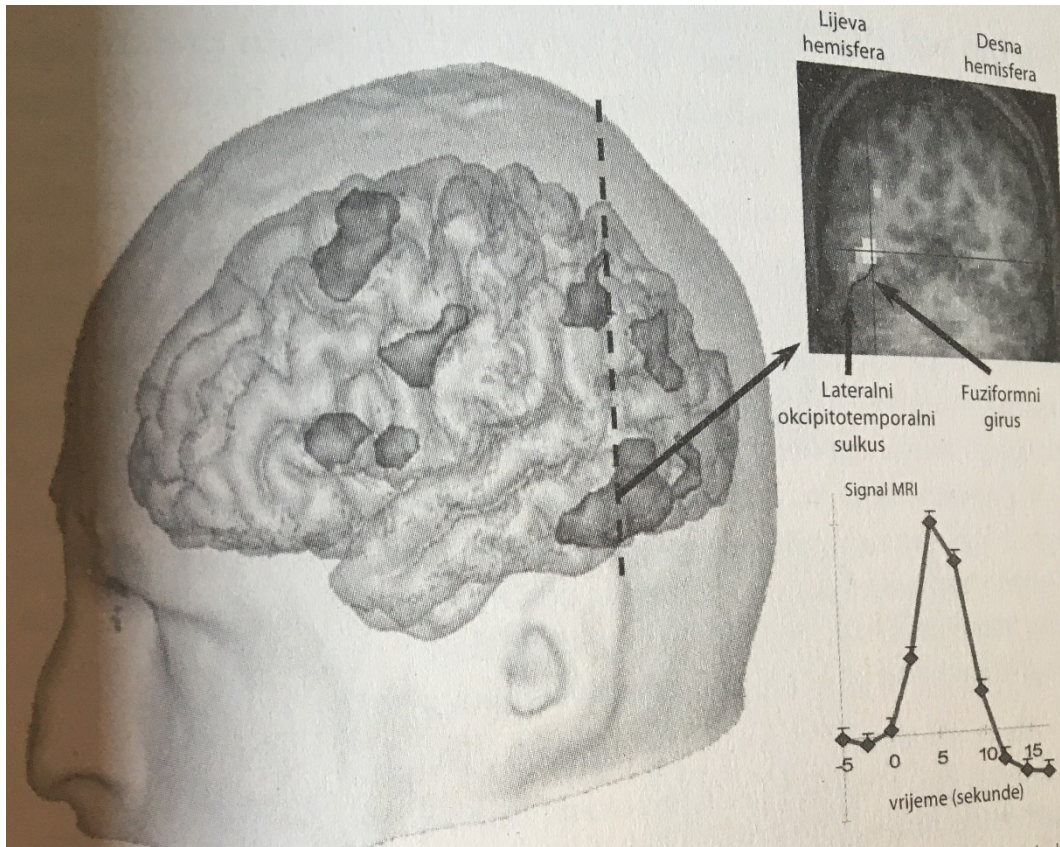 Lijeva
hemisfera
Desna
hemisfera
Lateralni
okcipitotemporalni
sulkus
Fuziformni
girus
Signal MRI
-5 0 5 10 15
vrijeme (sekunde)